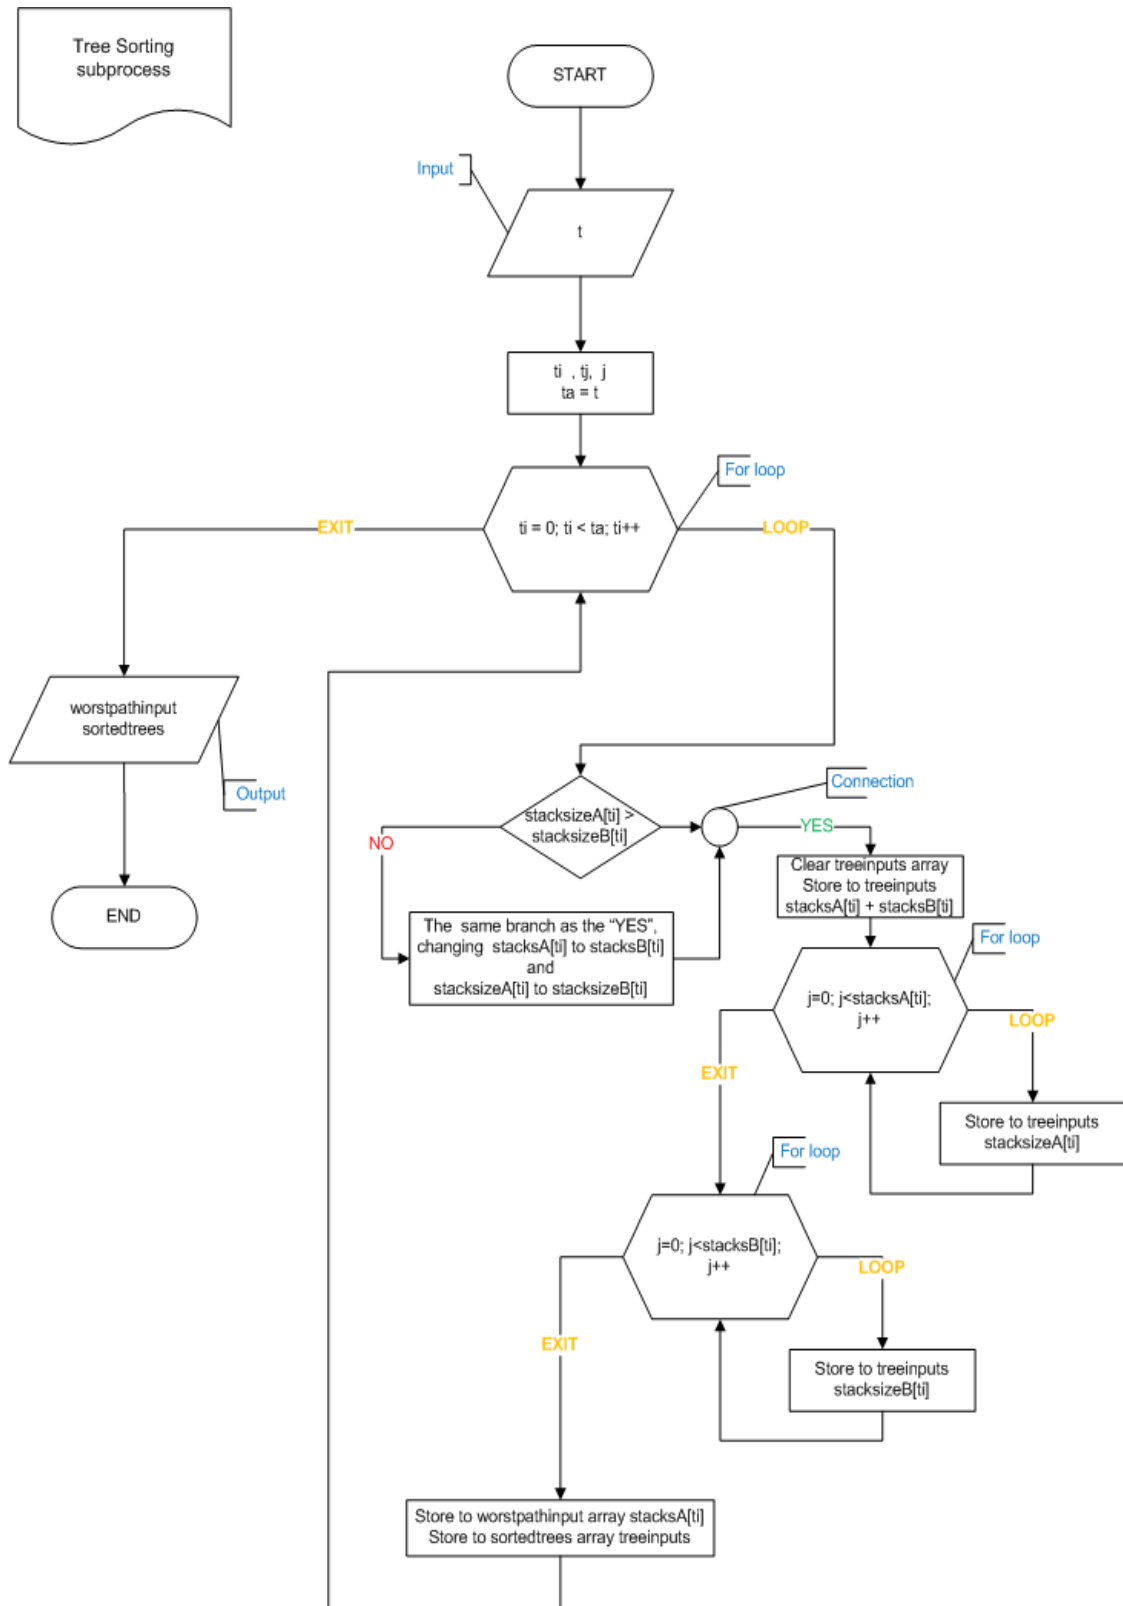 Tree Sorting
subprocess
START
Input
t
ti , tj, j
ta = t
For loop
EXIT
ti = 0; ti < ta; ti++
LOOP
worstpathinput
sortedtrees
Output
END
Connection
stacksizeA[ti] >
stacksizeB[ti]
YES
NO
Clear treeinputs array
Store to treeinputs
stacksA[ti] + stacksB[ti]
The same branch as the “YES”,
changing stacksA[ti] to stacksB[ti]
and
stacksizeA[ti] to stacksizeB[ti]
For loop
j=0; j<stacksA[ti];
j++
LOOP
EXIT
Store to treeinputs
stacksizeA[ti]
For loop
j=0; j<stacksB[ti];
j++
LOOP
EXIT
Store to treeinputs
stacksizeB[ti]
Store to worstpathinput array stacksA[ti]
Store to sortedtrees array treeinputs